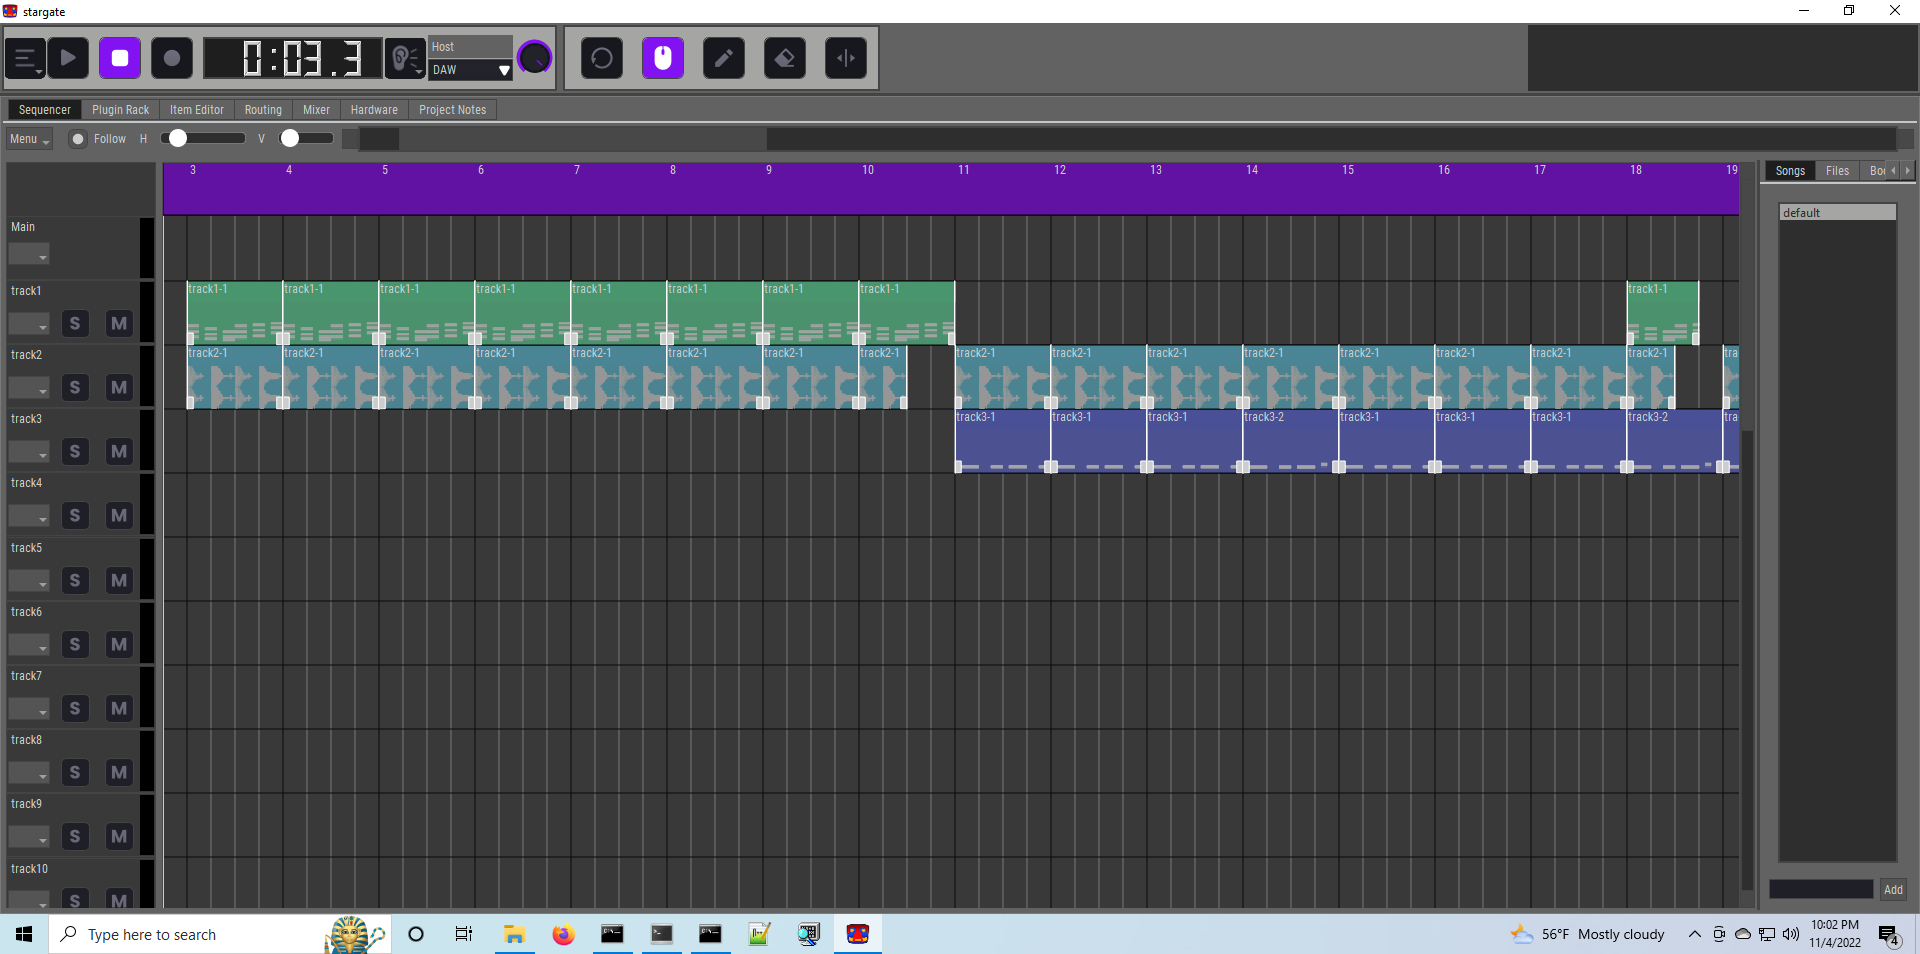 stargate
0:03.3
Host
DAW
Sequencer Plugin Rack Item Editor Routing Mixer Hardware Project Notes
Menu Follow H V
3 4 5 6 7 8 9 10 11 12 13 14 15 16 17 18 19
Songs Files Boo
default
Main
track1
S M
track1-1 track1-1 track1-1 track1-1 track1-1 track1-1 track1-1 track1-1 track1-1
track2
S M
track2-1 track2-1 track2-1 track2-1 track2-1 track2-1 track2-1 track2-1 track2-1 track2-1 track2-1 track2-1 track2-1 track2-1 track2-1 track2-1 tra
track3
S M
track3-1 track3-1 track3-1 track3-2 track3-1 track3-1 track3-1 track3-2 tra
track4
S M
track5
S M
track6
S M
track7
S M
track8
S M
track9
S M
track10
S M
Add
Type here to search
56°F Mostly cloudy
10:02 PM
11/4/2022
4